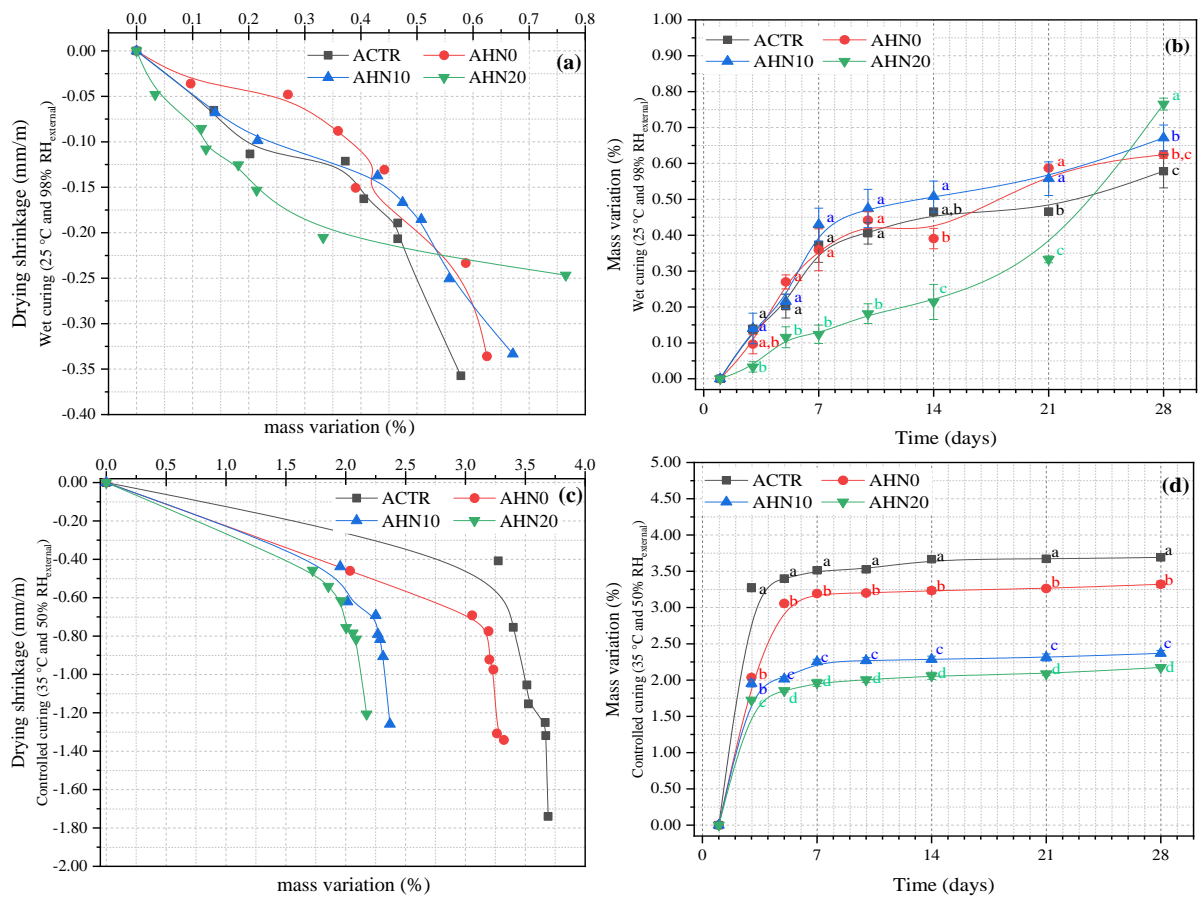 0.0 0.1 0.2 0.3 0.4 0.5 0.6 0.7 0.8
0.00
-0.05
-0.10
-0.15
-0.20
-0.25
-0.30
-0.35
-0.40
Drying shrinkage (mm/m)
Wet curing (25 °C and 98% RHexternal)
ACTR AHN0
AHN10 AHN20
(a)
mass variation (%)
1.00
0.90
0.80
0.70
0.60
0.50
0.40
0.30
0.20
0.10
0.00
Mass variation (%)
Wet curing (25 °C and 98% RHexternal)
ACTR AHN0
AHN10 AHN20
(b)
a a,b a b
a a a b
a a a b
a a b
a a,b b c
a a b c
a b b,c c
0 7 14 21 28
Time (days)
0.0 0.5 1.0 1.5 2.0 2.5 3.0 3.5 4.0
0.00
-0.20
-0.40
-0.60
-0.80
-1.00
-1.20
-1.40
-1.60
-1.80
-2.00
Drying shrinkage (mm/m)
Controlled curing (35 °C and 50% RHexternal)
ACTR AHN0
AHN10 AHN20
(c)
mass variation (%)
5.00
4.50
4.00
3.50
3.00
2.50
2.00
1.50
1.00
0.50
0.00
Mass variation (%)
Controlled curing (35 °C and 50% RHexternal)
ACTR AHN0
AHN10 AHN20
(d)
a a a a a a a
b b b b b b b
b c c c c c c
c d d d d d d
0 7 14 21 28
Time (days)